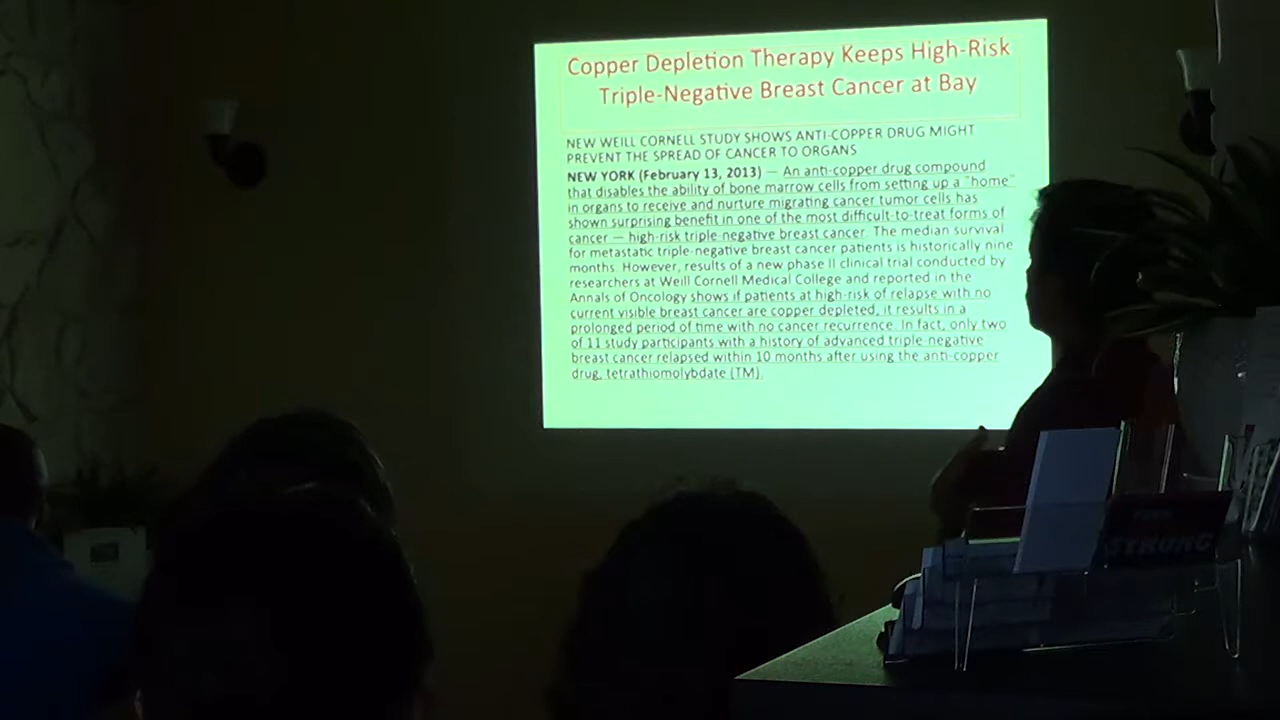 Copper Depletion Therapy Keeps High-Risk
Triple-Negative Breast Cancer at Bay
NEW WEILL CORNELL STUDY SHOWS ANTI-COPPER DRUG MIGHT
PREVENT THE SPREAD OF CANCER TO ORGANS
NEW YORK (February 13, 2013) — An anti-copper drug compound
that disables the ability of bone marrow cells from setting up a "home"
in organs to receive and nurture migrating cancer tumor cells has
shown surprising benefit in one of the most difficult-to-treat forms of
cancer — high-risk triple-negative breast cancer. The median survival
for metastatic triple-negative breast cancer patients is historically nine
months. However, results of a new phase II clinical trial conducted by
researchers at Weill Cornell Medical College and reported in the
Annals of Oncology shows if patients at high-risk of relapse with no
current visible breast cancer are copper depleted, it results in a
prolonged period of time with no cancer recurrence. In fact, only two
of 11 study participants with a history of advanced triple-negative
breast cancer relapsed within 10 months after using the anti-copper
drug, tetrathiomolybdate (TM).
STRONG